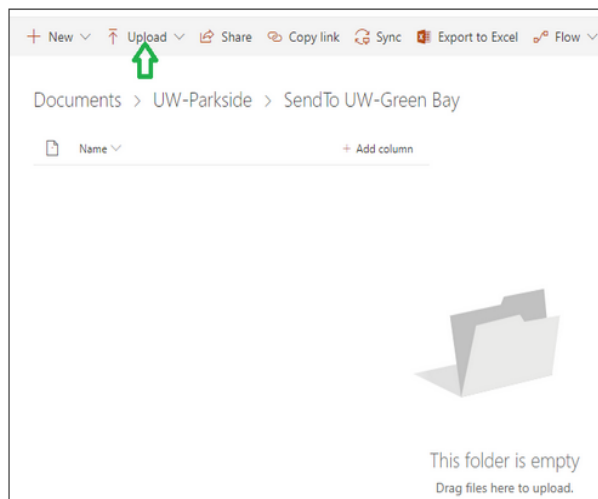 + New Upload Share Copy link Sync Export to Excel Flow
Documents > UW-Parkside > SendTo UW-Green Bay
Name + Add column
This folder is empty
Drag files here to upload.